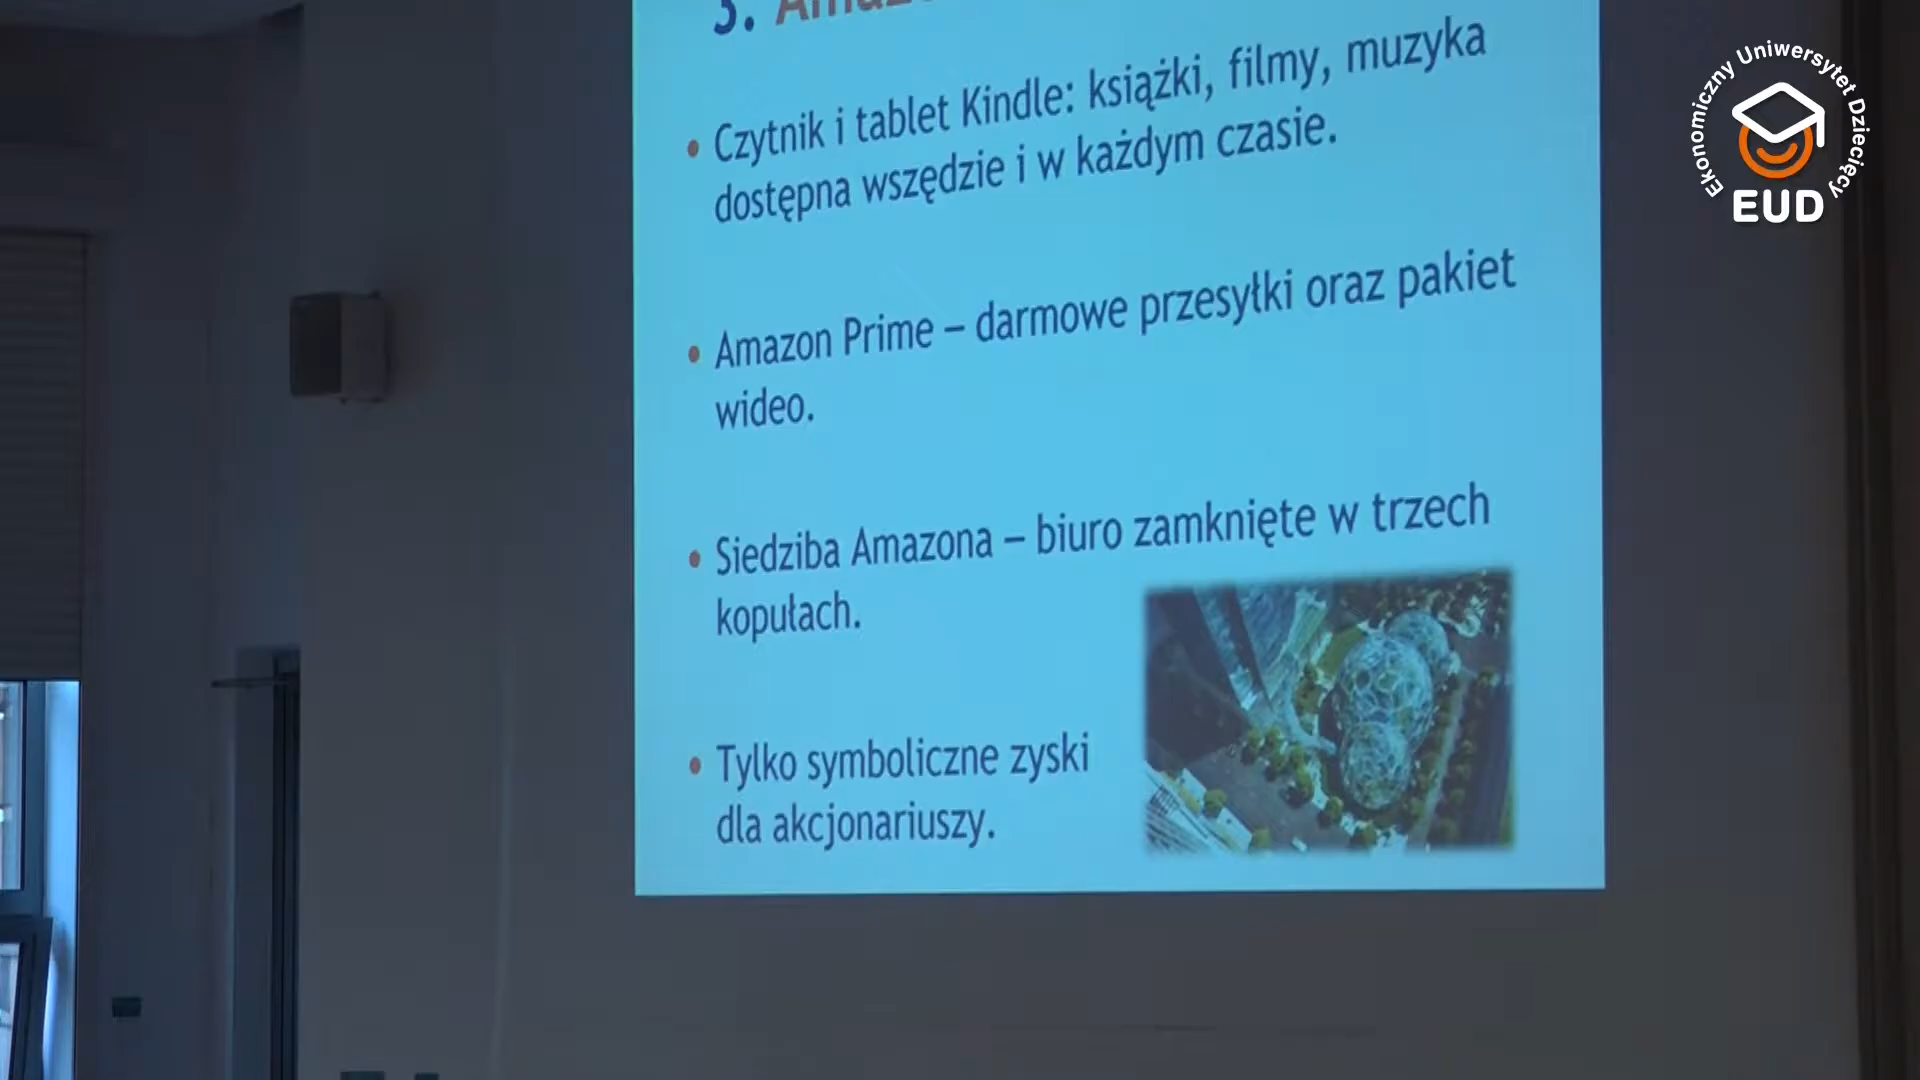 • Czytnik i tablet Kindle: książki, filmy, muzyka
dostępna wszędzie i w każdym czasie.
• Amazon Prime – darmowe przesyłki oraz pakiet
wideo.
• Siedziba Amazona – biuro zamknięte w trzech
kopułach.
• Tylko symboliczne zyski
dla akcjonariuszy.
Ekonomiczny Uniwersytet Dziecięcy
EUD